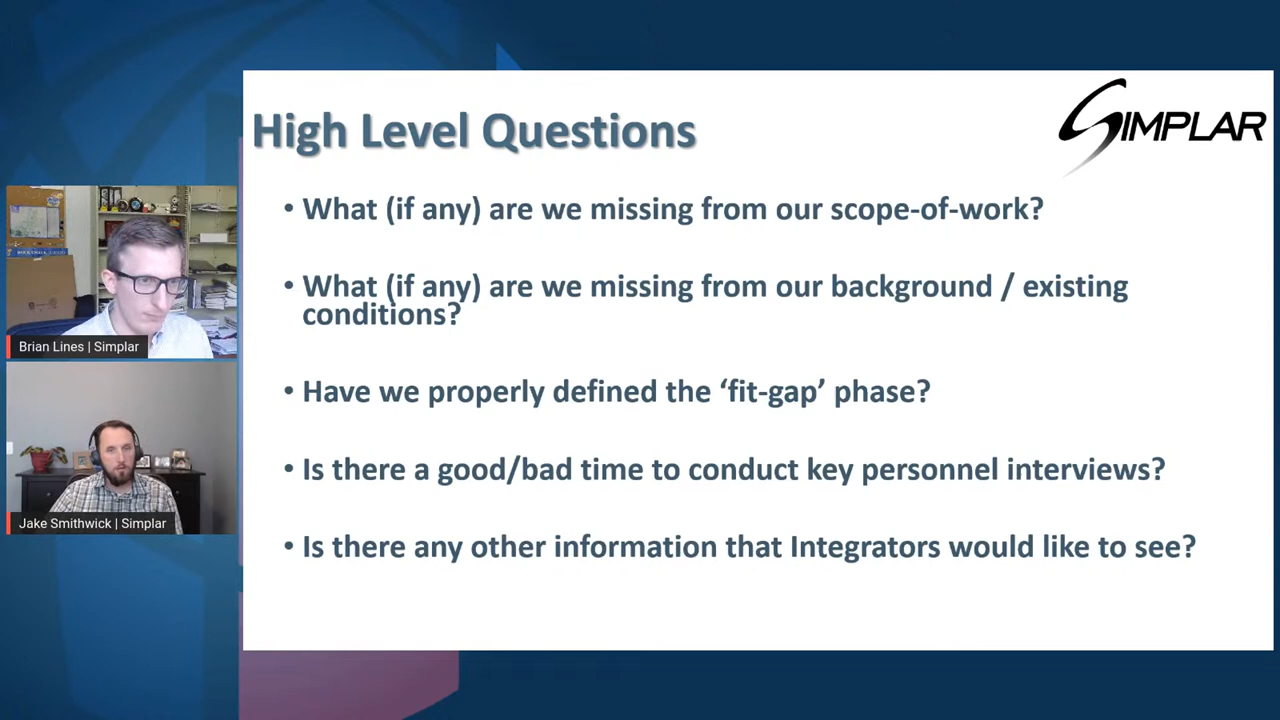 High Level Questions
SIMPLAR
• What (if any) are we missing from our scope-of-work?
• What (if any) are we missing from our background / existing
conditions?
• Have we properly defined the ‘fit-gap’ phase?
• Is there a good/bad time to conduct key personnel interviews?
• Is there any other information that Integrators would like to see?
Brian Lines | Simplar
Jake Smithwick | Simplar